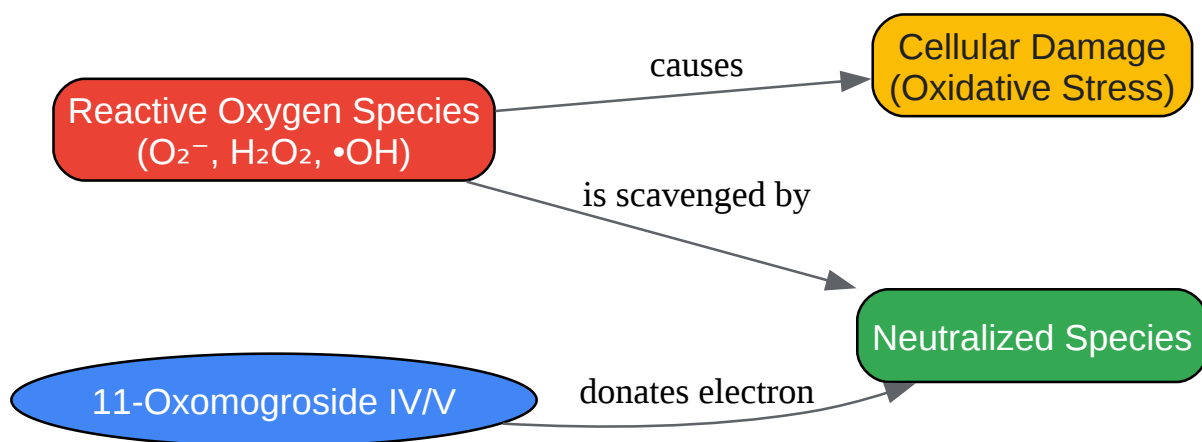 causes
Cellular Damage
(Oxidative Stress)
Reactive Oxygen Species
(O₂⁻, H₂O₂, •OH)
is scavenged by
Neutralized Species
11-Oxomogroside IV/V
donates electron